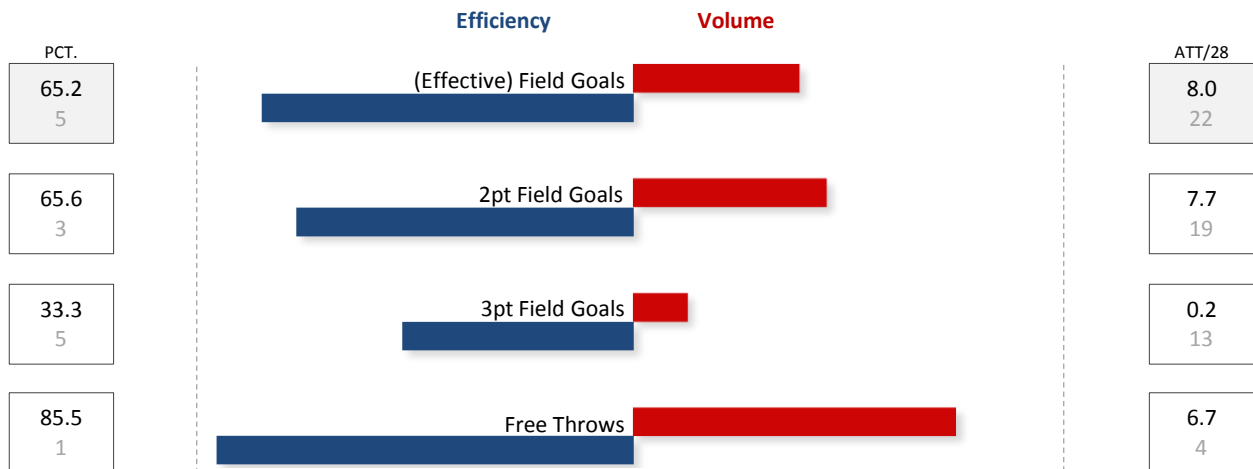 Efficiency Volume
PCT. ATT/28
(Effective) Field Goals
65.2 8.0
5 22
2pt Field Goals
65.6 7.7
3 19
3pt Field Goals
33.3 0.2
5 13
Free Throws
85.5 6.7
1 4